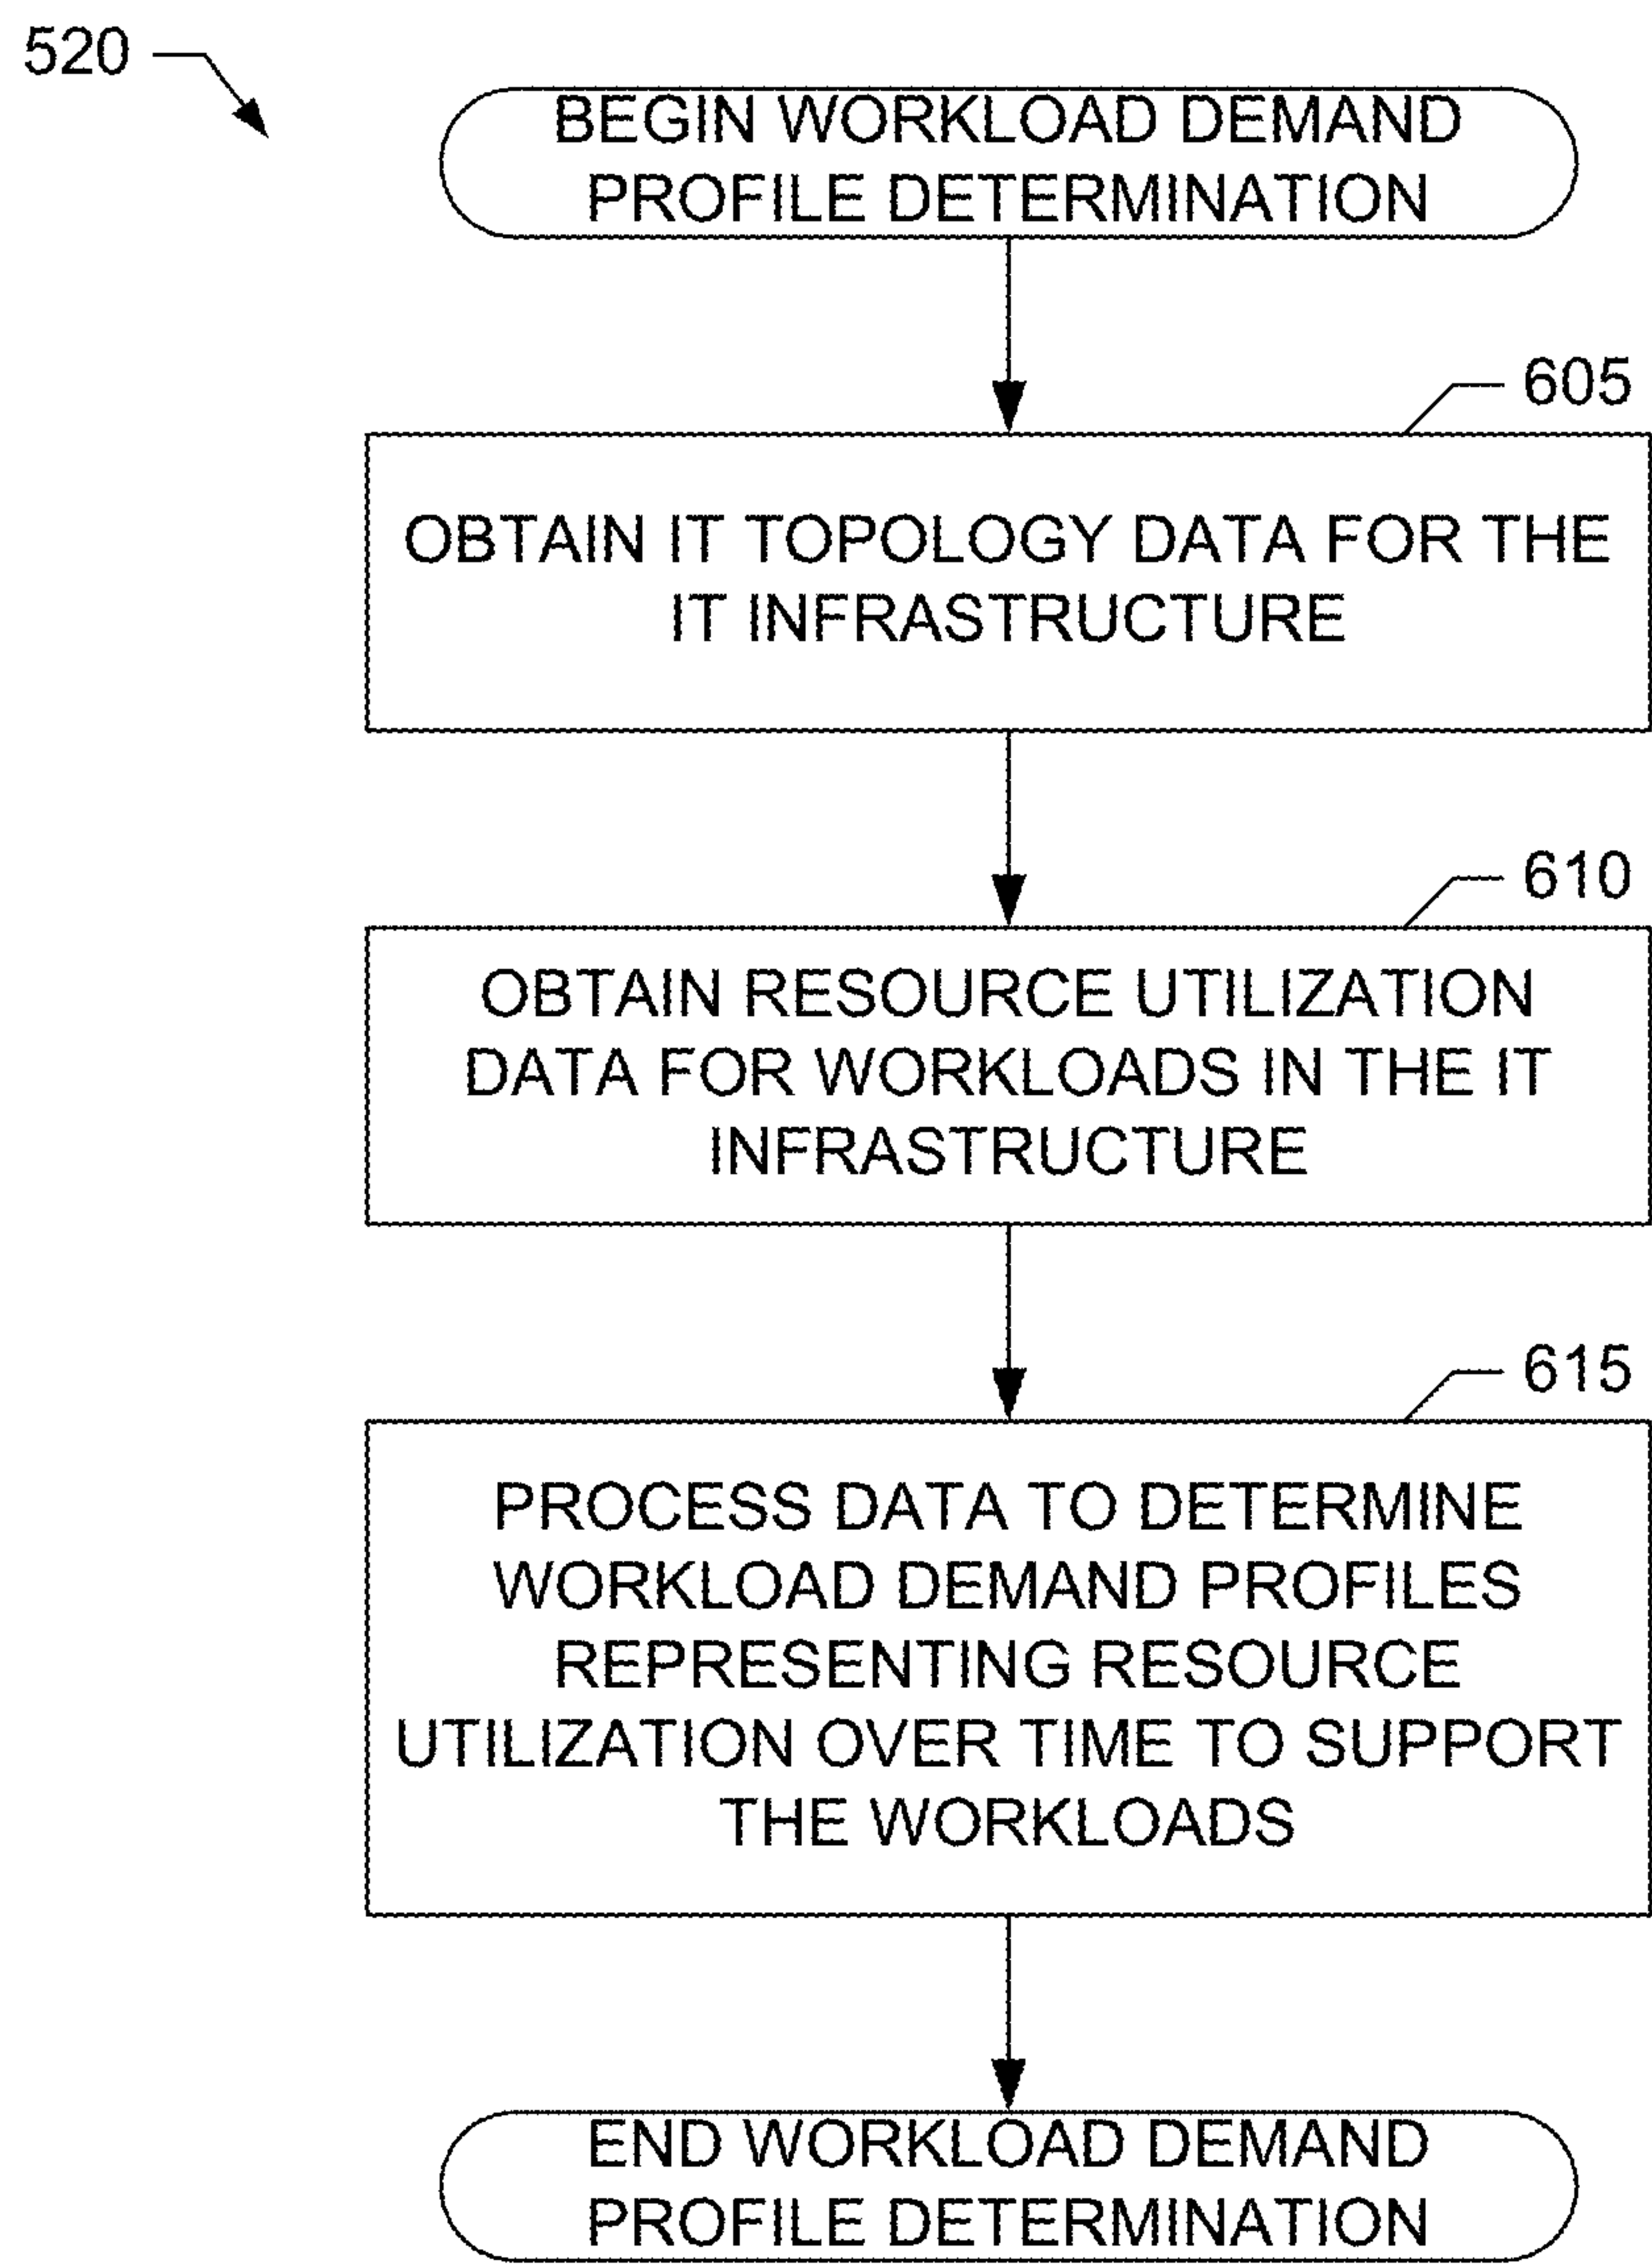 520
BEGIN WORKLOAD DEMAND
PROFILE DETERMINATION
605
OBTAIN IT TOPOLOGY DATA FOR THE
IT INFRASTRUCTURE
610
OBTAIN RESOURCE UTILIZATION
DATA FOR WORKLOADS IN THE IT
INFRASTRUCTURE
615
PROCESS DATA TO DETERMINE
WORKLOAD DEMAND PROFILES
REPRESENTING RESOURCE
UTILIZATION OVER TIME TO SUPPORT
THE WORKLOADS
END WORKLOAD DEMAND
PROFILE DETERMINATION